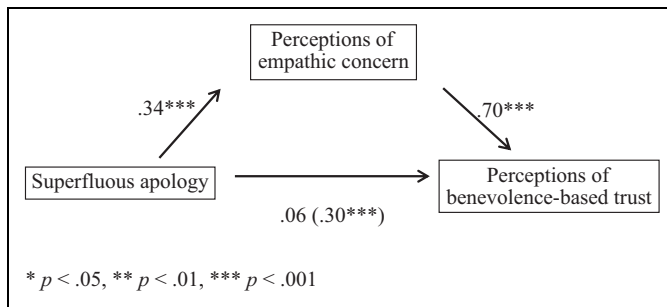 Perceptions of
empathic concern
.34***
.70***
Superfluous apology
Perceptions of
benevolence-based trust
.06 (.30***)
* p < .05, ** p < .01, *** p < .001